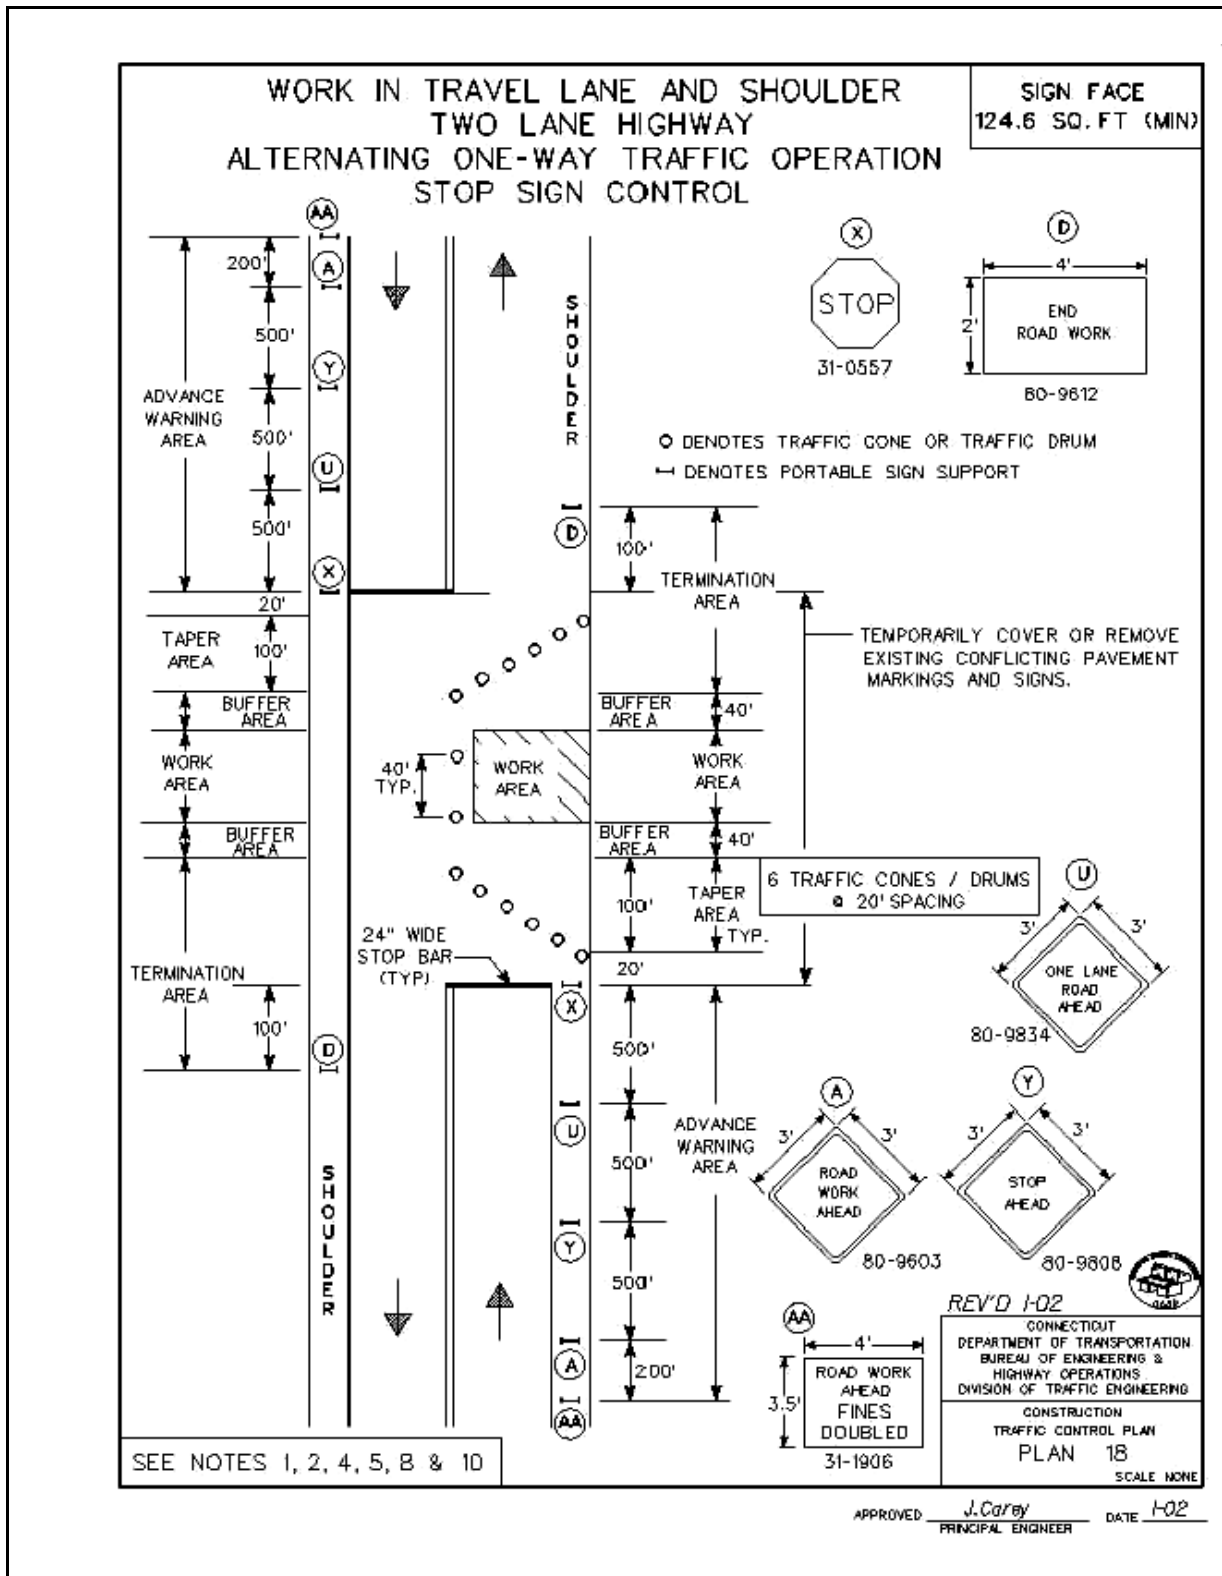 WORK IN TRAVEL LANE AND SHOULDER
TWO LANE HIGHWAY
ALTERNATING ONE-WAY TRAFFIC OPERATION
STOP SIGN CONTROL
SIGN FACE
124.6 SQ.FT (MIN)
AA
200'
A
500'
Y
ADVANCE
WARNING
AREA
500'
U
500'
X
20'
TAPER
AREA
100'
BUFFER
AREA
WORK
AREA
40'
TYP.
BUFFER
AREA
TERMINATION
AREA
100'
D
SHOULDER
SHOULDER
D
100'
TERMINATION
AREA
BUFFER
AREA
40'
WORK
AREA
WORK
AREA
BUFFER
AREA
40'
100'
TAPER
AREA
TYP.
20'
24" WIDE
STOP BAR
(TYP)
X
500'
U
ADVANCE
WARNING
AREA
500'
Y
500'
A
200'
AA
X
STOP
31-0557
D
4'
2'
END
ROAD WORK
80-9612
O DENOTES TRAFFIC CONE OR TRAFFIC DRUM
DENOTES PORTABLE SIGN SUPPORT
TEMPORARILY COVER OR REMOVE
EXISTING CONFLICTING PAVEMENT
MARKINGS AND SIGNS.
6 TRAFFIC CONES / DRUMS
@ 20' SPACING
U
3' 3'
ONE LANE
ROAD
AHEAD
80-9834
A
3' 3'
ROAD
WORK
AHEAD
80-9603
Y
3' 3'
STOP
AHEAD
80-9808
AA
4'
3.5'
ROAD WORK
AHEAD
FINES
DOUBLED
31-1906
REV'D 1-02
CONNECTICUT
DEPARTMENT OF TRANSPORTATION
BUREAU OF ENGINEERING &
HIGHWAY OPERATIONS
DIVISION OF TRAFFIC ENGINEERING
CONSTRUCTION
TRAFFIC CONTROL PLAN
PLAN 18
SCALE NONE
SEE NOTES 1, 2, 4, 5, 8 & 10
APPROVED J.Carey DATE 1-02
PRINCIPAL ENGINEER